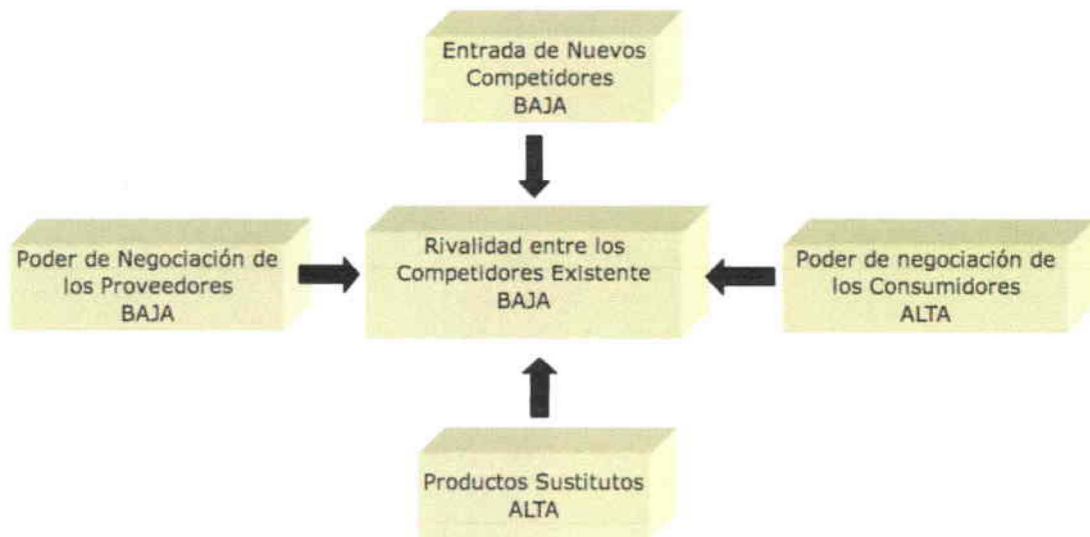 Entrada de Nuevos
Competidores
BAJA
Poder de Negociación de
los Proveedores
BAJA
Rivalidad entre los
Competidores Existente
BAJA
Poder de negociación de
los Consumidores
ALTA
Productos Sustitutos
ALTA